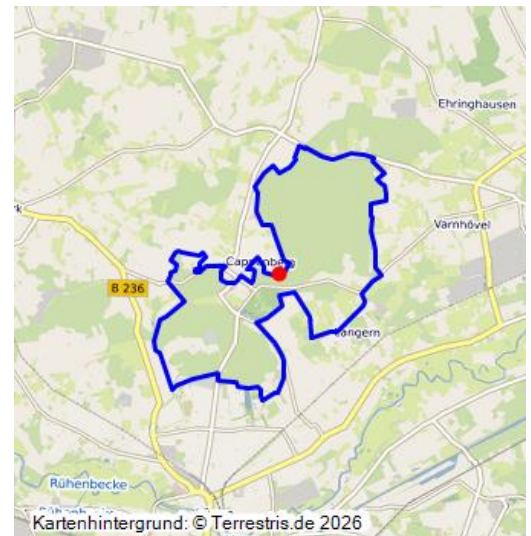 Ehringhausen
Varnhövel
Cappenberg
B 236
Langern
Rühenbecke
Kartenhintergrund: © Terrestris.de 2026